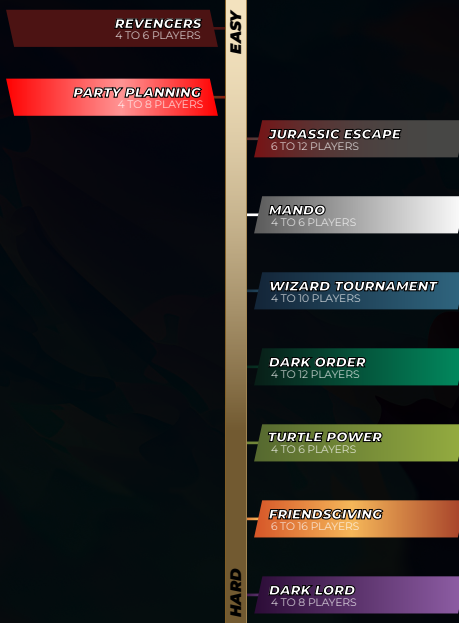 EASY
REVENGERS
4 TO 6 PLAYERS
PARTY PLANNING
4 TO 8 PLAYERS
JURASSIC ESCAPE
6 TO 12 PLAYERS
MANDO
4 TO 6 PLAYERS
WIZARD TOURNAMENT
4 TO 10 PLAYERS
DARK ORDER
4 TO 12 PLAYERS
TURTLE POWER
4 TO 6 PLAYERS
FRIENDSGIVING
6 TO 16 PLAYERS
DARK LORD
4 TO 8 PLAYERS
HARD